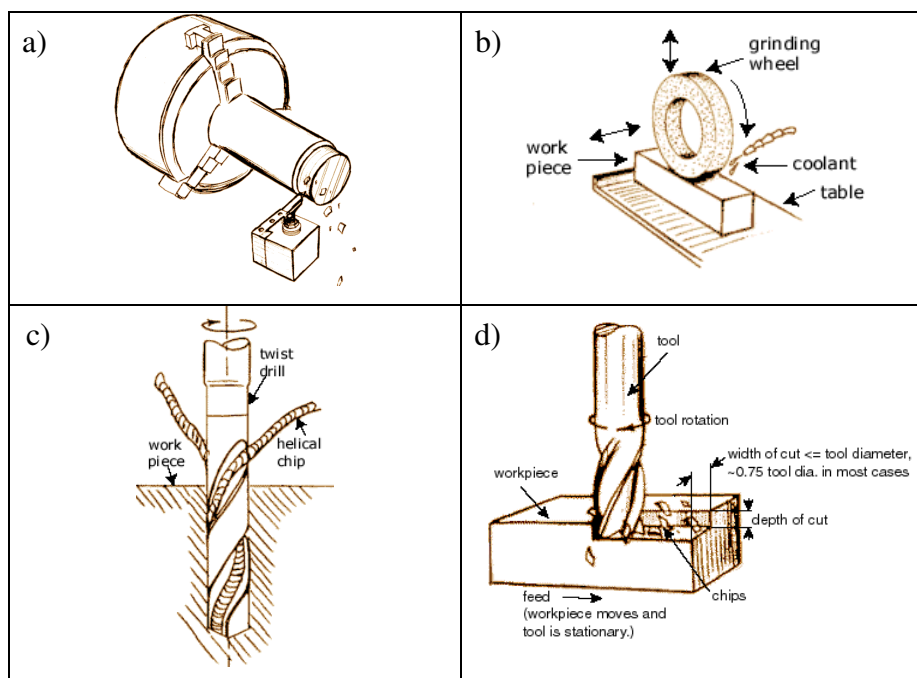 a)
b)
grinding
wheel
work
piece
coolant
table
c)
twist
drill
helical
chip
work
piece
d)
tool
tool rotation
width of cut <= tool diameter,
~0.75 tool dia. in most cases
workpiece
depth of cut
chips
feed
(workpiece moves and
tool is stationary.)